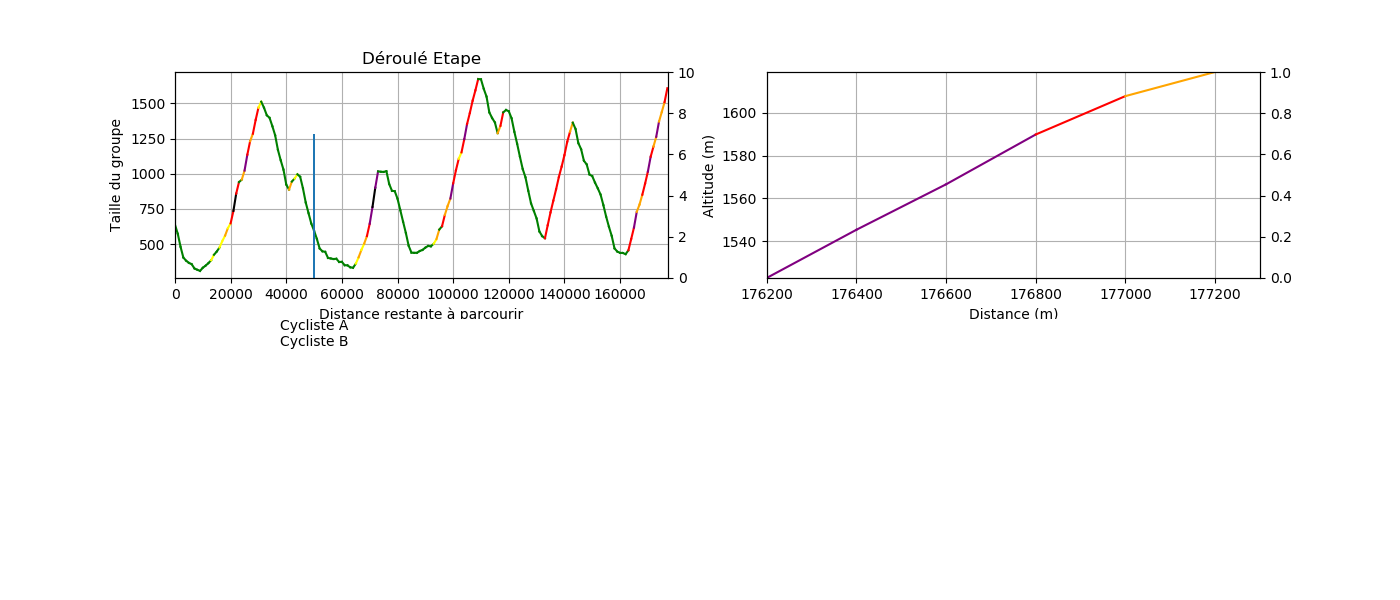 Déroulé Etape
Taille du groupe
1500
1250
1000
750
500
10
8
6
4
2
0
0 20000 40000 60000 80000 100000 120000 140000 160000
Distance restante à parcourir
Cycliste A
Cycliste B
Altitude (m)
1600
1580
1560
1540
1.0
0.8
0.6
0.4
0.2
0.0
176200 176400 176600 176800 177000 177200
Distance (m)